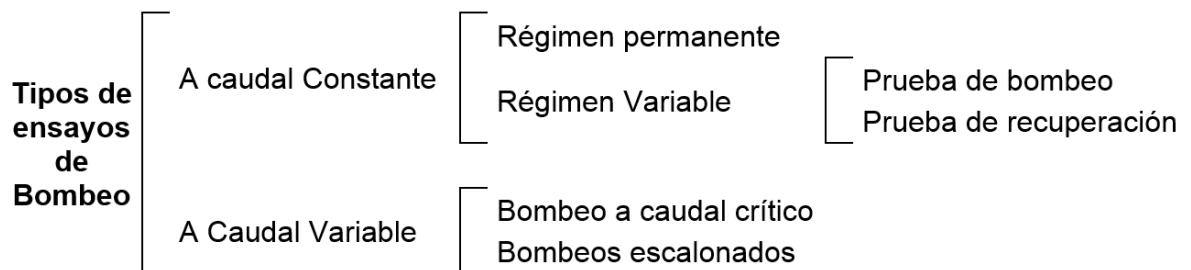 Tipos de
ensayos
de
Bombeo
A caudal Constante
Régimen permanente
Régimen Variable
Prueba de bombeo
Prueba de recuperación
A Caudal Variable
Bombeo a caudal crítico
Bombeos escalonados